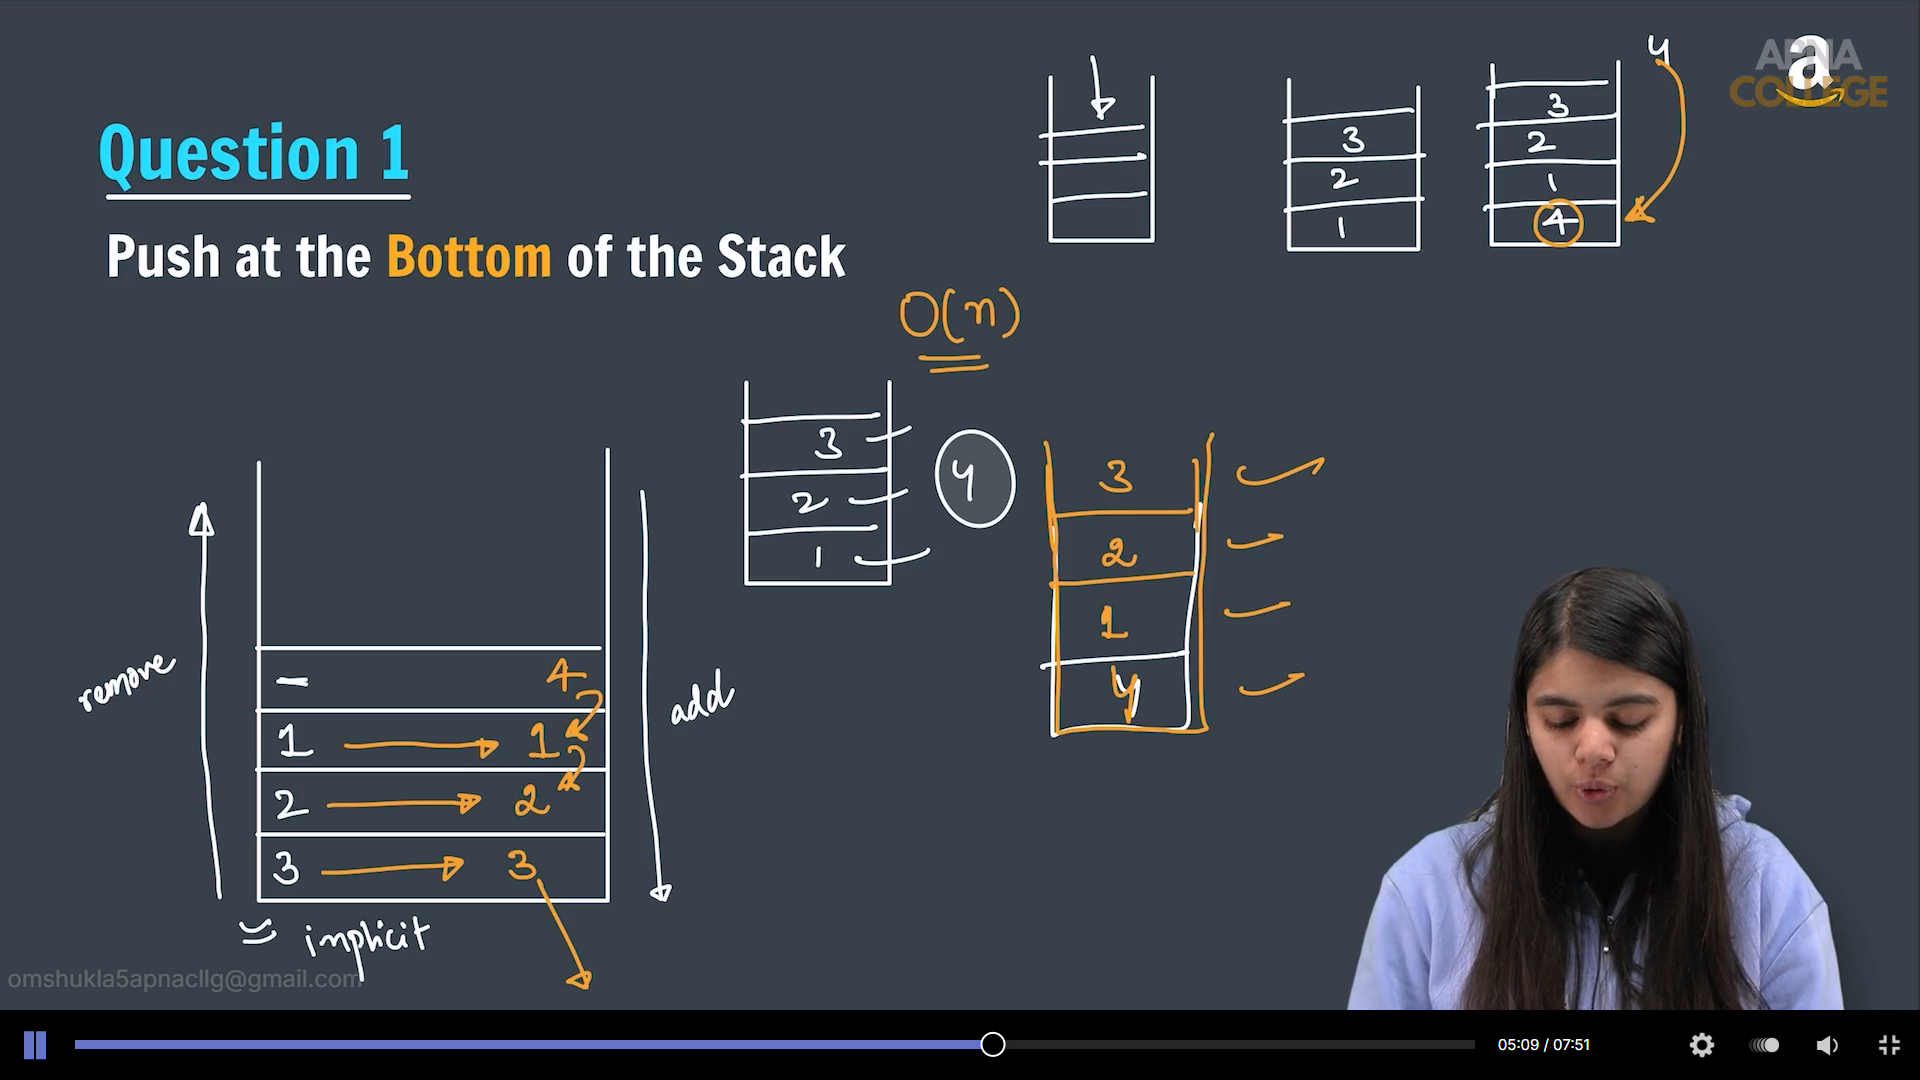 APNA
COLLEGE
a
Question 1
Push at the Bottom of the Stack
3
2
1
4
3
2
1
4
O(n)
3
2
1
4
3
2
1
4
remove
add
- 4
1 1
2 2
3 3
implicit
omshukla5apnacllg@gmail.com
05:09 / 07:51